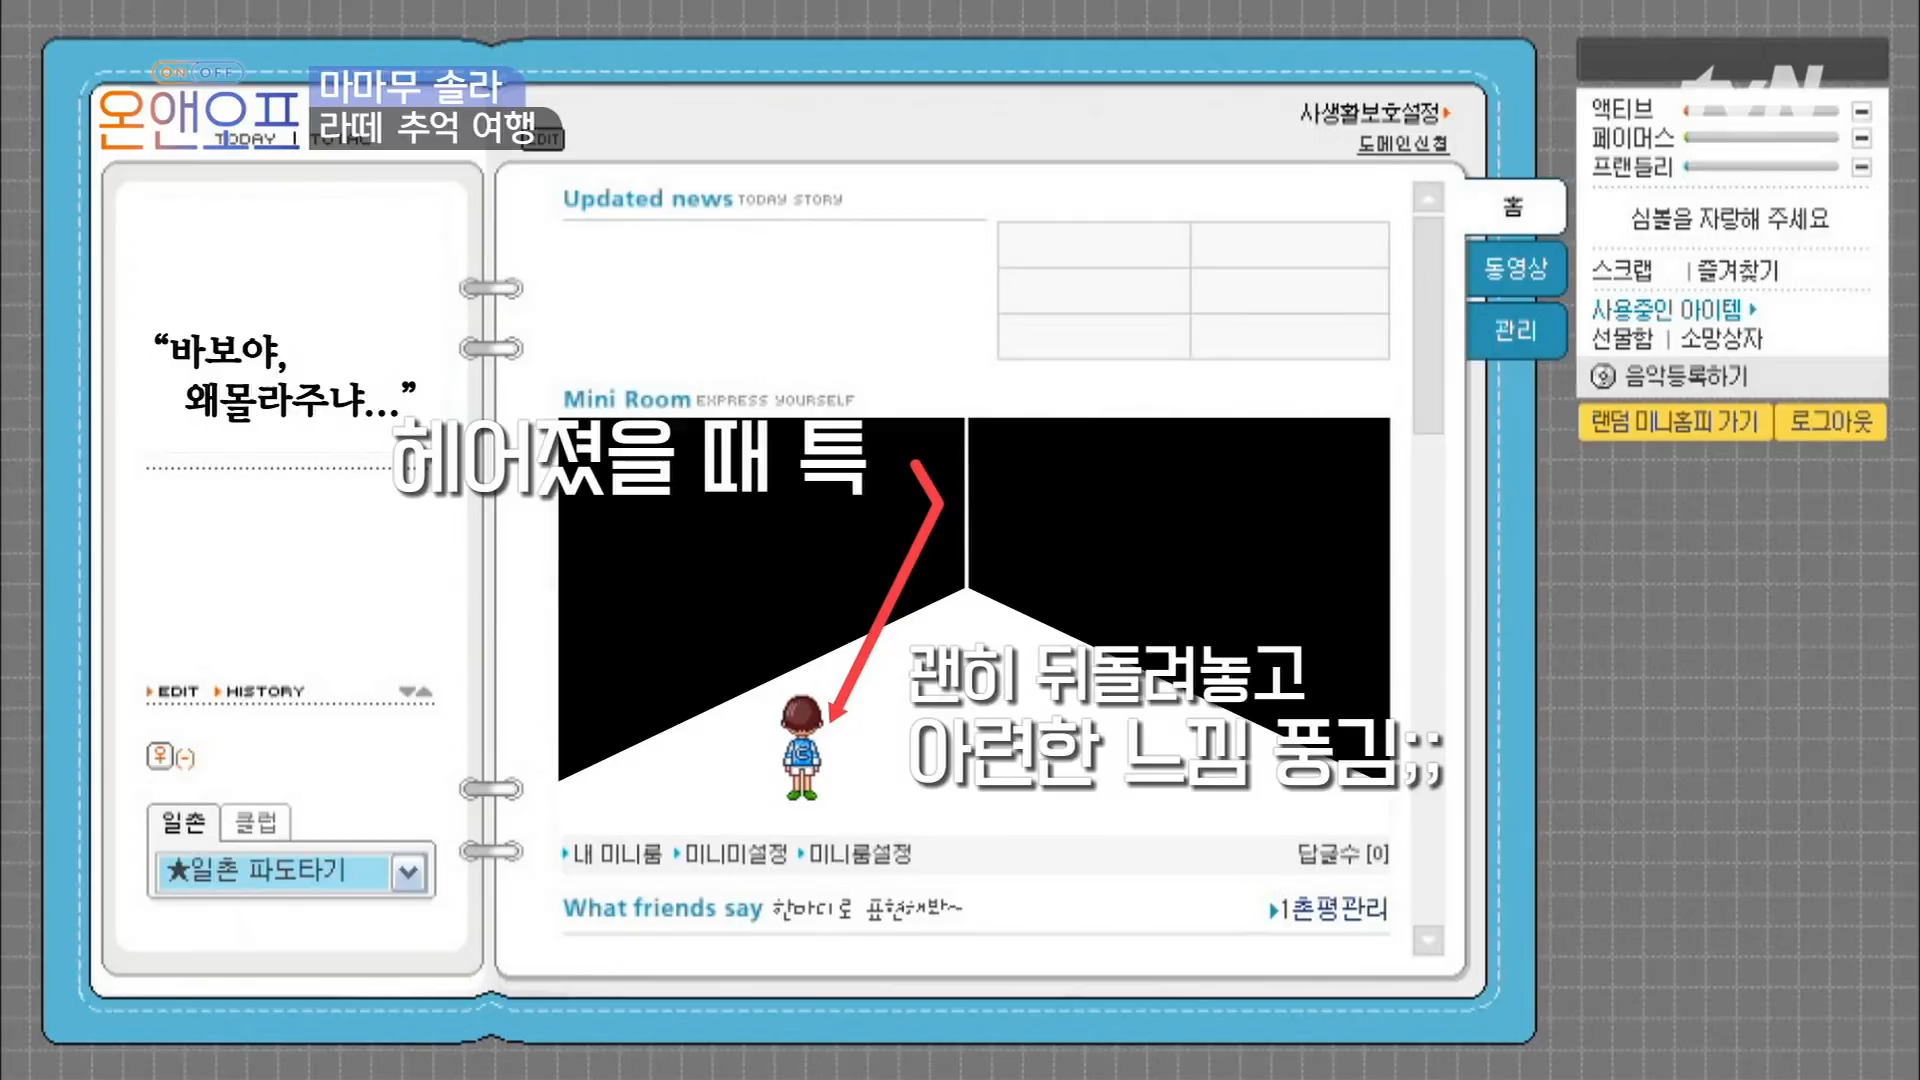 ON OFF
온앤오프
마마무 솔라
라떼 추억 여행
tvN
TODAY | TOTAL
EDIT
사생활보호설정
도메인신청
"바보야,
왜몰라주냐..."
EDIT HISTORY
(-)
일촌 클럽
★일촌 파도타기
Updated news TODAY STORY
Mini Room EXPRESS YOURSELF
헤어졌을 때 특
괜히 뒤돌려놓고
아련한 느낌 풍김;;
내 미니룸 미니미설정 미니룸설정
답글수 [0]
What friends say 한마디로 표현해봐~
1촌평관리
홈
동영상
관리
액티브
페이머스
프랜들리
심볼을 자랑해 주세요
스크랩 | 즐겨찾기
사용중인 아이템
선물함 | 소망상자
음악등록하기
랜덤 미니홈피 가기 로그아웃